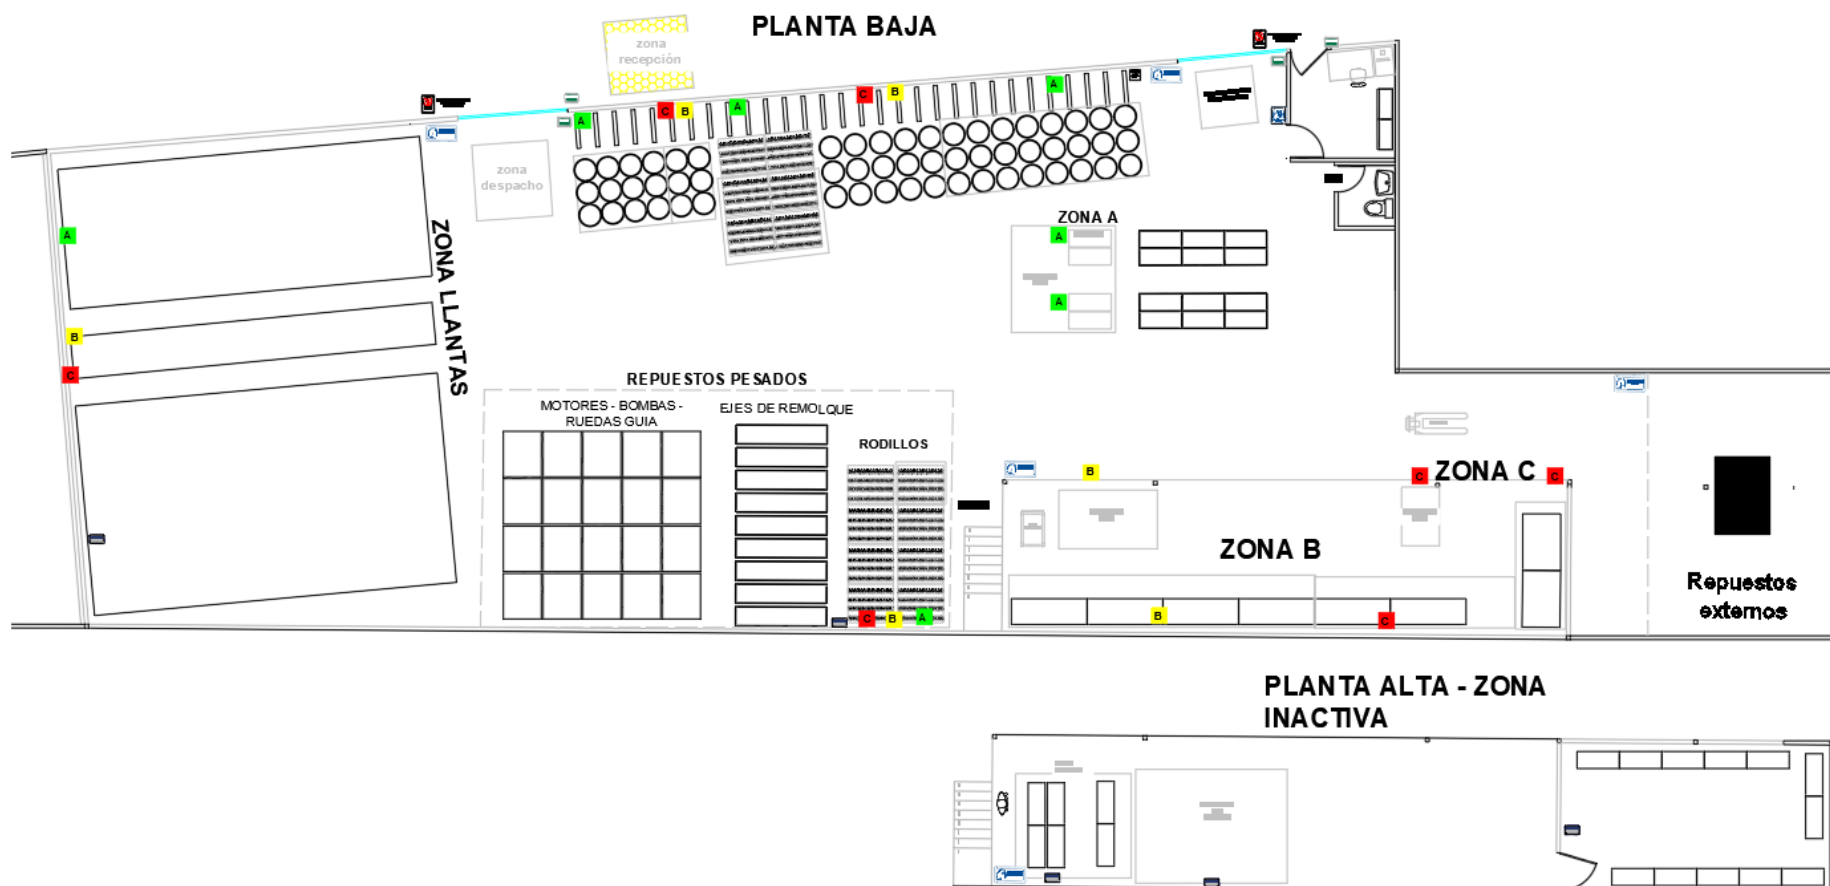 PLANTA BAJA
zona
recepción
C
B
A
C
B
A
A
zona
despacho
ZONA LLANTAS
A
B
C
ZONA A
A
A
REPUESTOS PESADOS
MOTORES - BOMBAS -
RUEDAS GUIA
EJES DE REMOLQUE
RODILLOS
C
B
A
B
C
ZONA C
C
ZONA B
B
C
Repuestos
externos
PLANTA ALTA - ZONA
INACTIVA